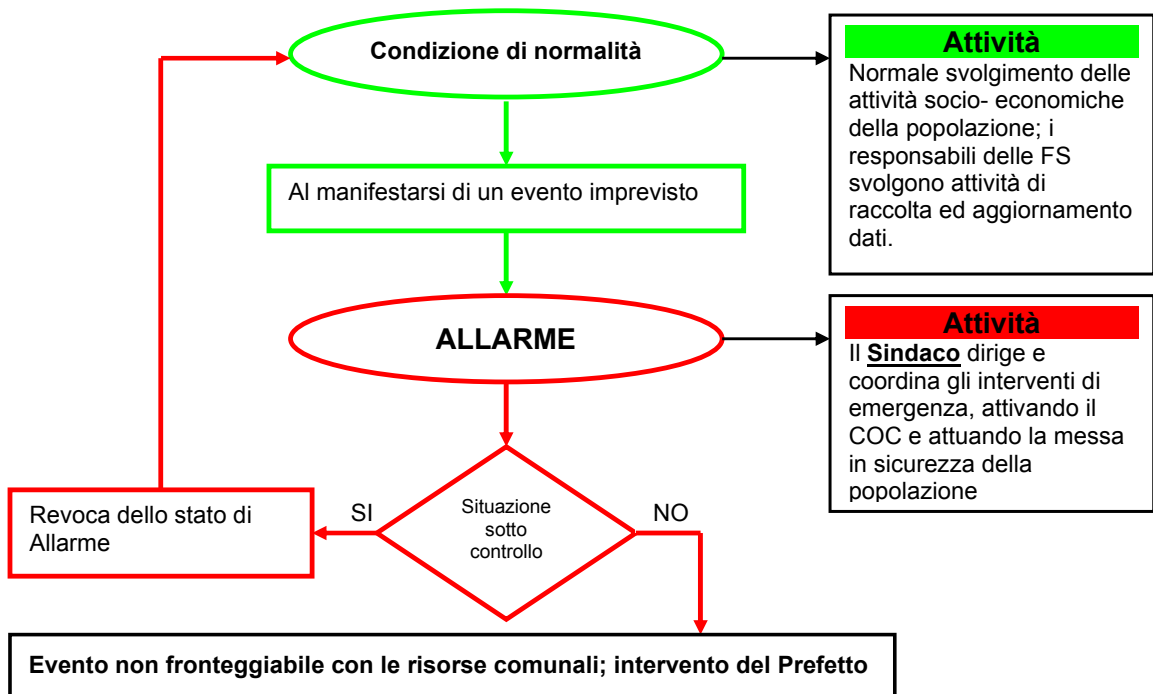 Condizione di normalità
Attività
Normale svolgimento delle
attività socio- economiche
della popolazione; i
responsabili delle FS
svolgono attività di
raccolta ed aggiornamento
dati.
Al manifestarsi di un evento imprevisto
ALLARME
Attività
Il Sindaco dirige e
coordina gli interventi di
emergenza, attivando il
COC e attuando la messa
in sicurezza della
popolazione
Revoca dello stato di
Allarme
SI
Situazione
sotto
controllo
NO
Evento non fronteggiabile con le risorse comunali; intervento del Prefetto